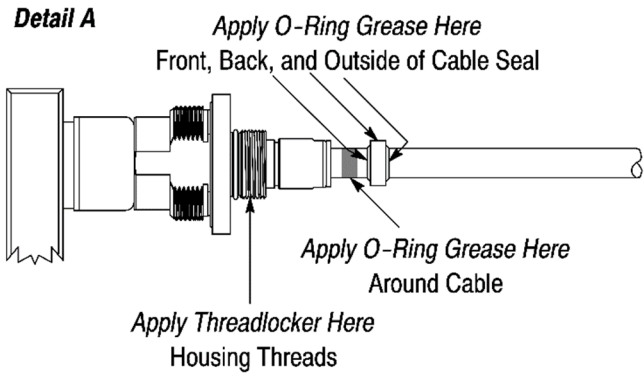 Detail A
Apply O-Ring Grease Here
Front, Back, and Outside of Cable Seal
Apply O-Ring Grease Here
Around Cable
Apply Threadlocker Here
Housing Threads